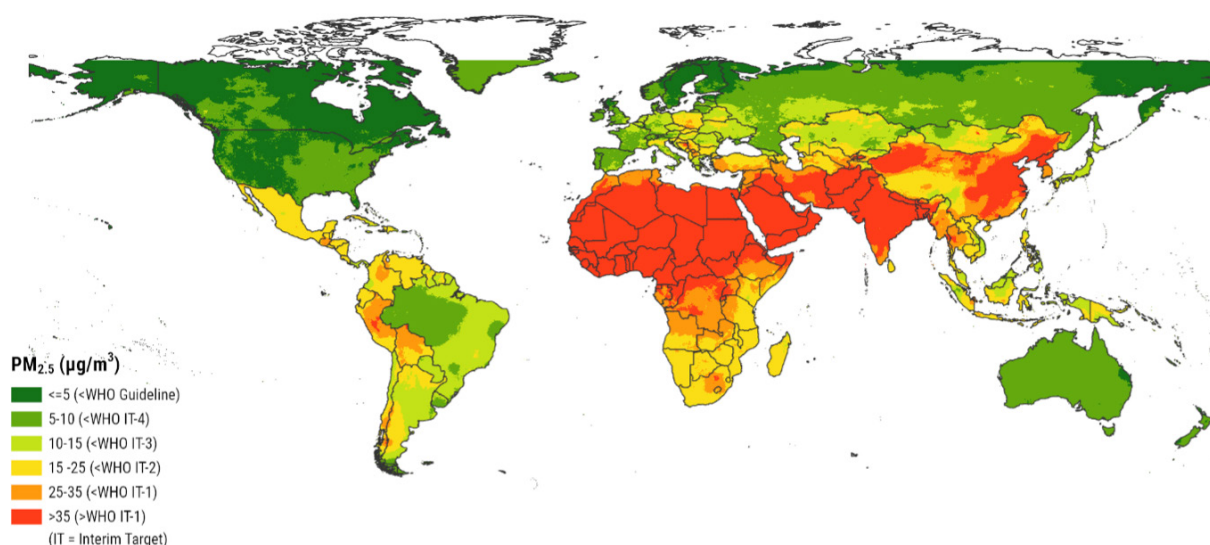 PM2.5 (µg/m³)
<=5 (<WHO Guideline)
5-10 (<WHO IT-4)
10-15 (<WHO IT-3)
15 -25 (<WHO IT-2)
25-35 (<WHO IT-1)
>35 (>WHO IT-1)
(IT = Interim Target)